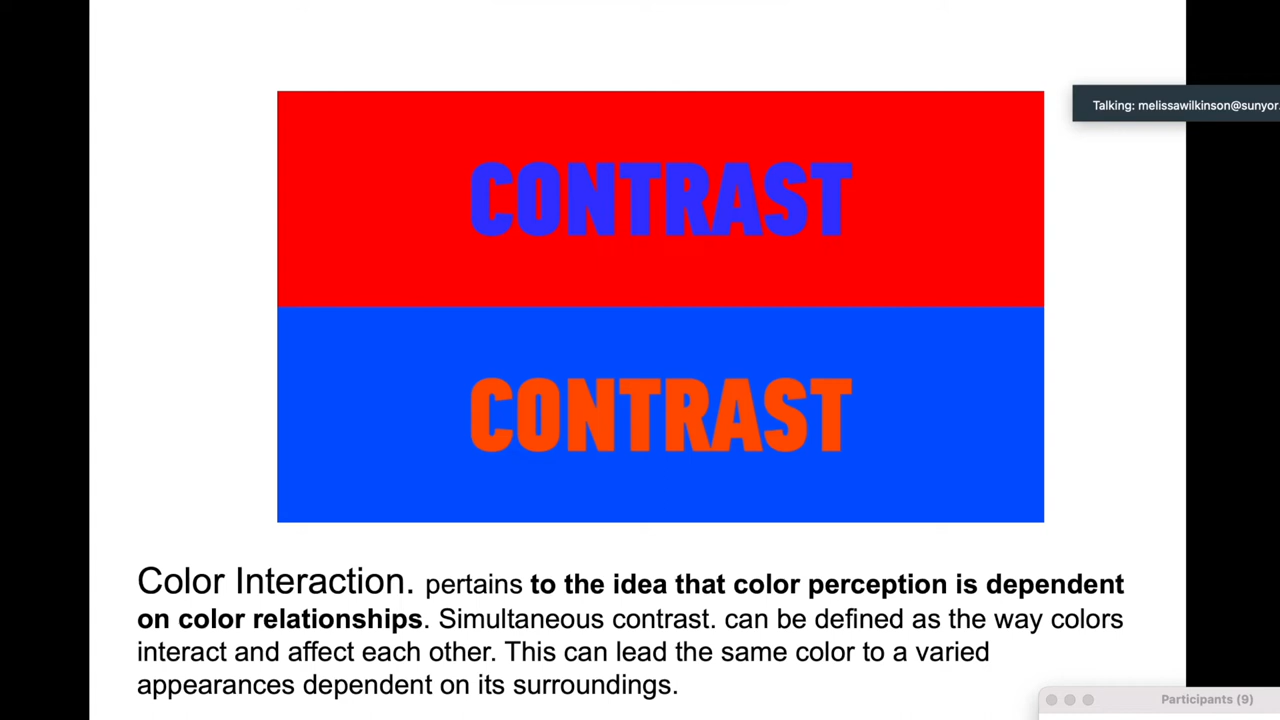 Talking: melissawilkinson@sunyor.
CONTRAST
CONTRAST
Color Interaction. pertains to the idea that color perception is dependent
on color relationships. Simultaneous contrast. can be defined as the way colors
interact and affect each other. This can lead the same color to a varied
appearances dependent on its surroundings.
Participants (9)